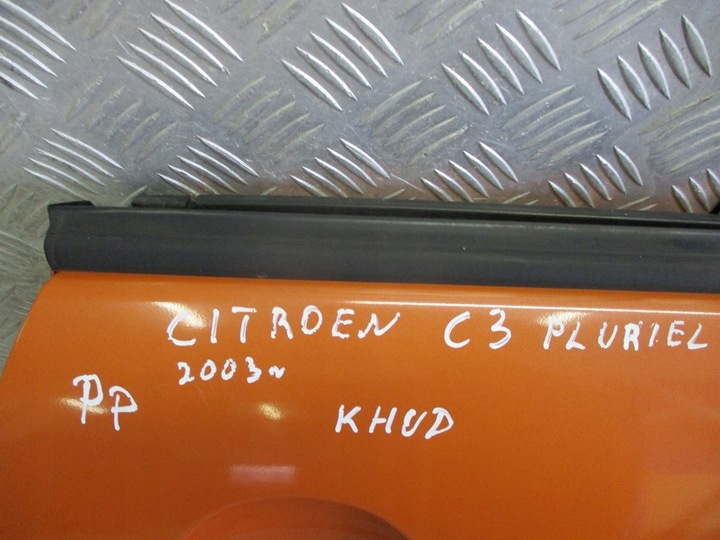 CITROEN C3 PLURIEL
2003r
PP
KHUD